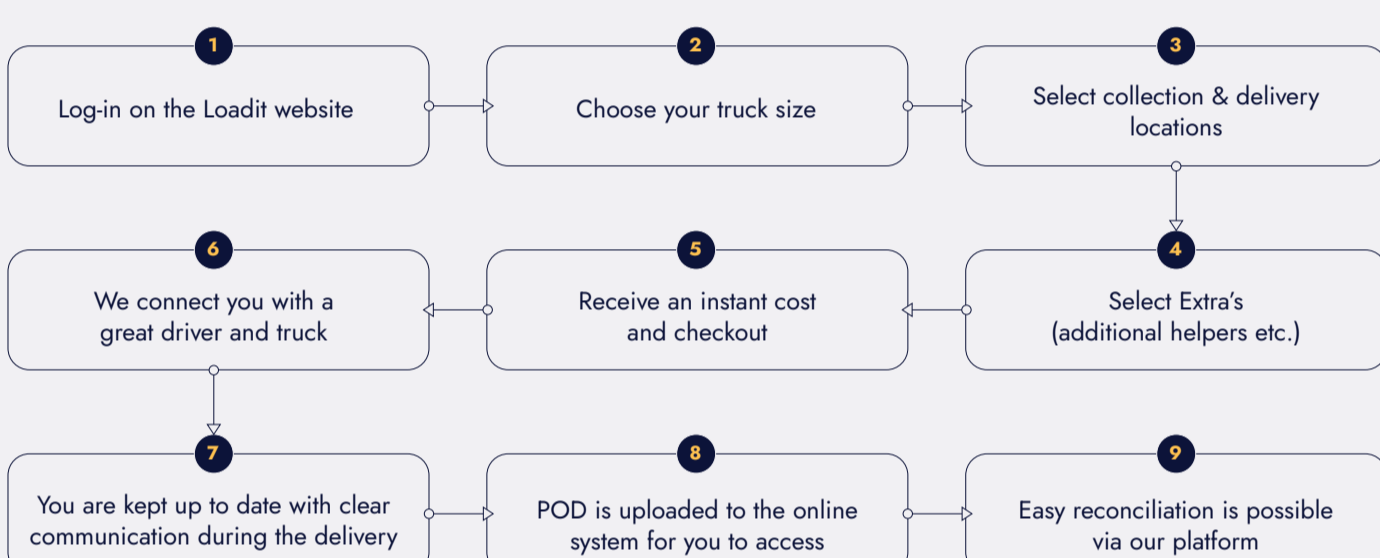 1
Log-in on the Loadit website
2
Choose your truck size
3
Select collection & delivery
locations
4
Select Extra’s
(additional helpers etc.)
5
Receive an instant cost
and checkout
6
We connect you with a
great driver and truck
7
You are kept up to date with clear
communication during the delivery
8
POD is uploaded to the online
system for you to access
9
Easy reconciliation is possible
via our platform